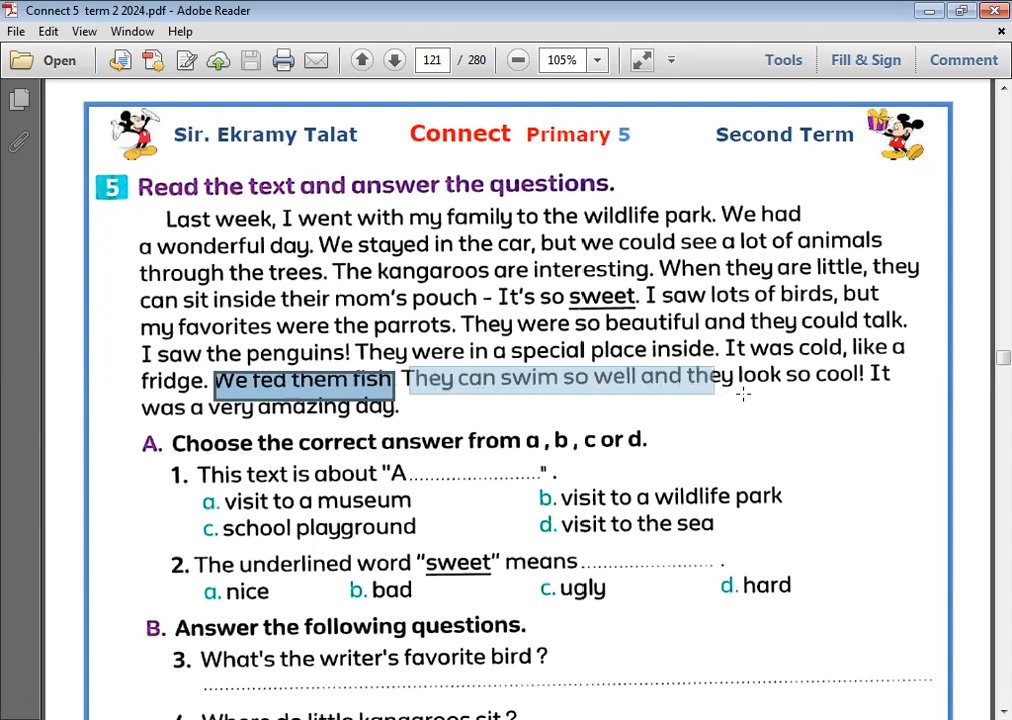 Connect 5 term 2 2024.pdf - Adobe Reader
File Edit View Window Help
Open 121 / 280 105% Tools Fill & Sign Comment
Sir. Ekramy Talat Connect Primary 5 Second Term
5 Read the text and answer the questions.
Last week, I went with my family to the wildlife park. We had
a wonderful day. We stayed in the car, but we could see a lot of animals
through the trees. The kangaroos are interesting. When they are little, they
can sit inside their mom's pouch - It's so sweet. I saw lots of birds, but
my favorites were the parrots. They were so beautiful and they could talk.
I saw the penguins! They were in a special place inside. It was cold, like a
fridge. We fed them fish They can swim so well and they look so cool! It
was a very amazing day.
A. Choose the correct answer from a , b , c or d.
1. This text is about "A........................" .
a. visit to a museum b. visit to a wildlife park
c. school playground d. visit to the sea
2. The underlined word "sweet" means........................ .
a. nice b. bad c. ugly d. hard
B. Answer the following questions.
3. What's the writer's favorite bird ?
4. Where do little kangaroos sit ?